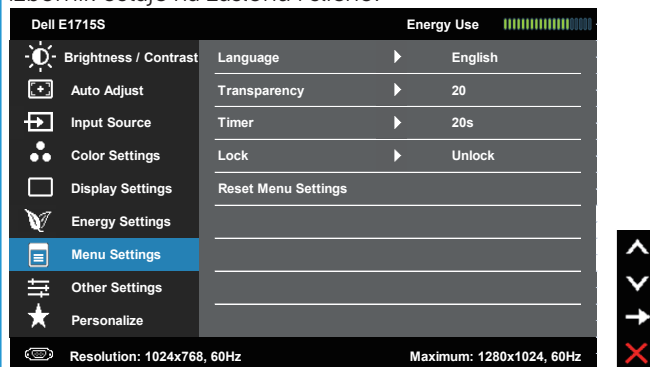 Dell E1715S Energy Use
Brightness / Contrast Language English
Auto Adjust Transparency 20
Input Source Timer 20s
Color Settings Lock Unlock
Display Settings Reset Menu Settings
Energy Settings
Menu Settings
Other Settings
Personalize
Resolution: 1024x768, 60Hz Maximum: 1280x1024, 60Hz